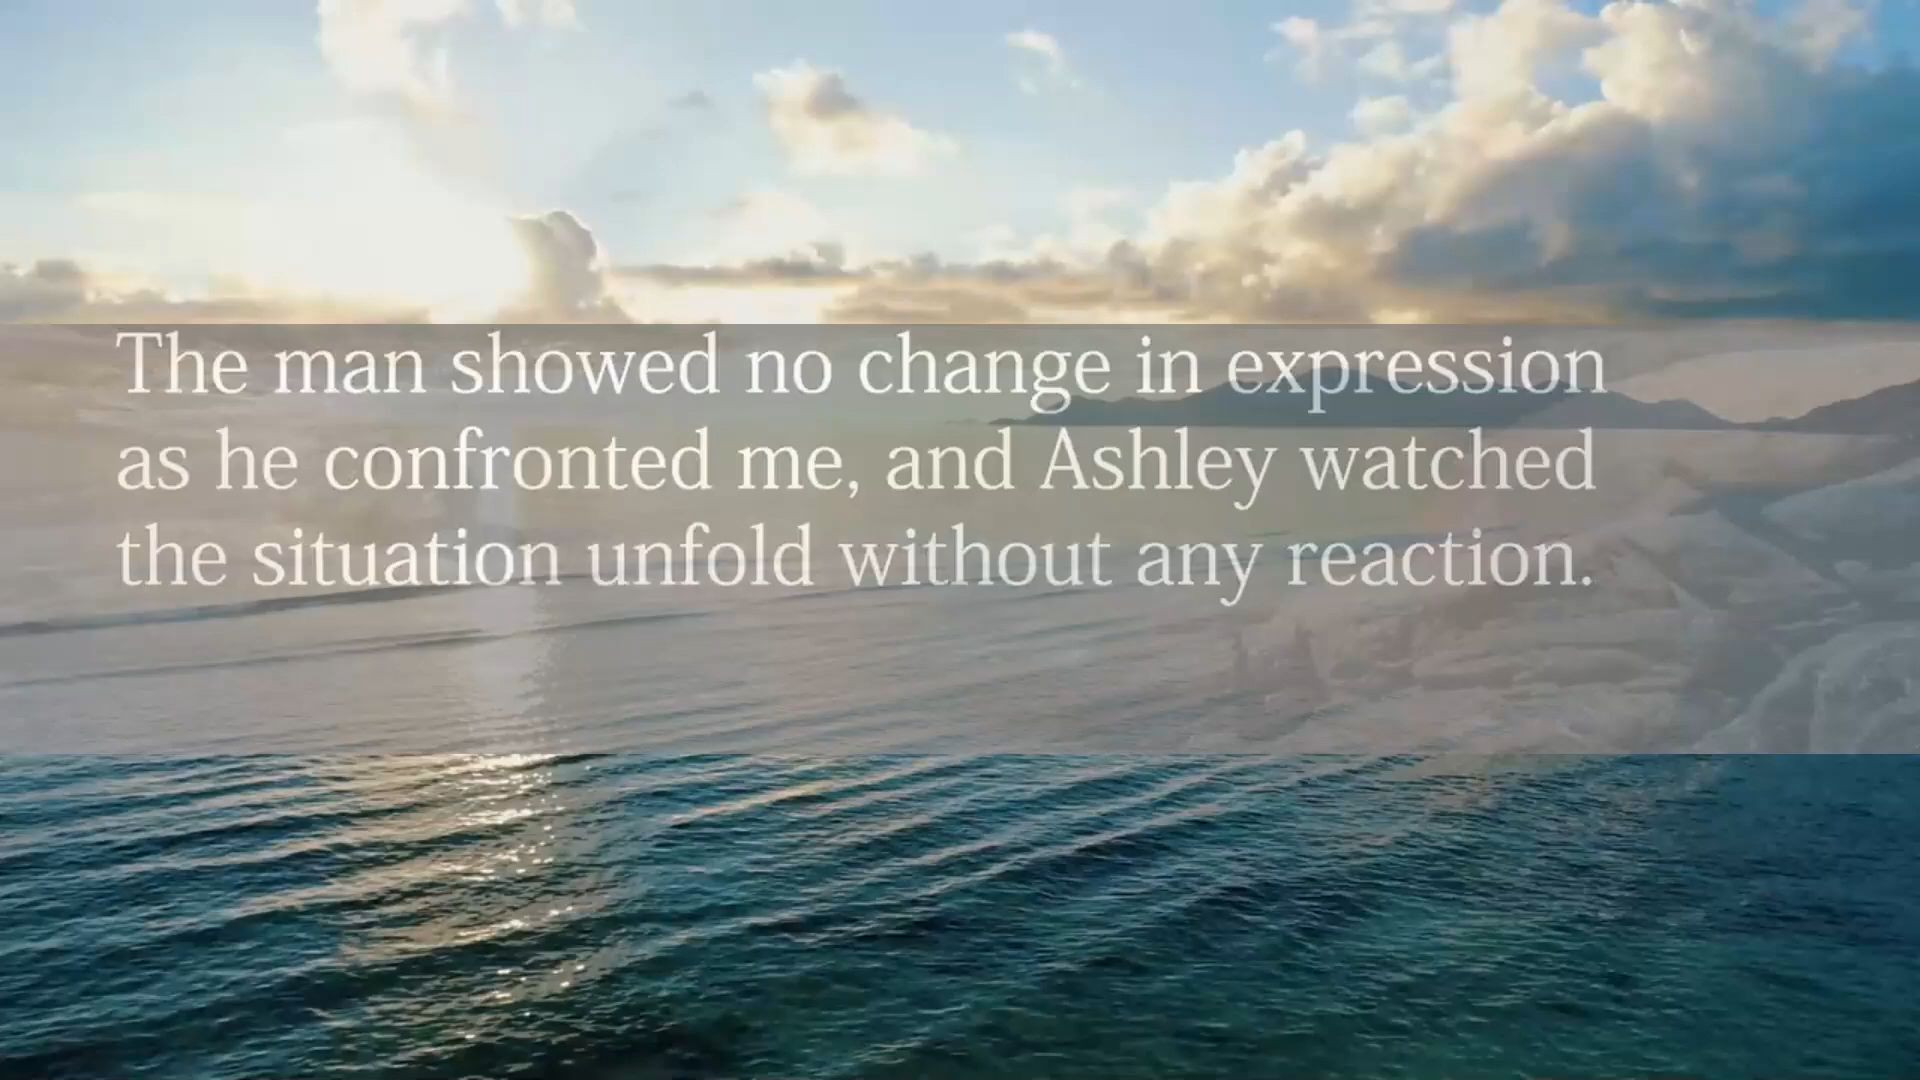 The man showed no change in expression
as he confronted me, and Ashley watched
the situation unfold without any reaction.